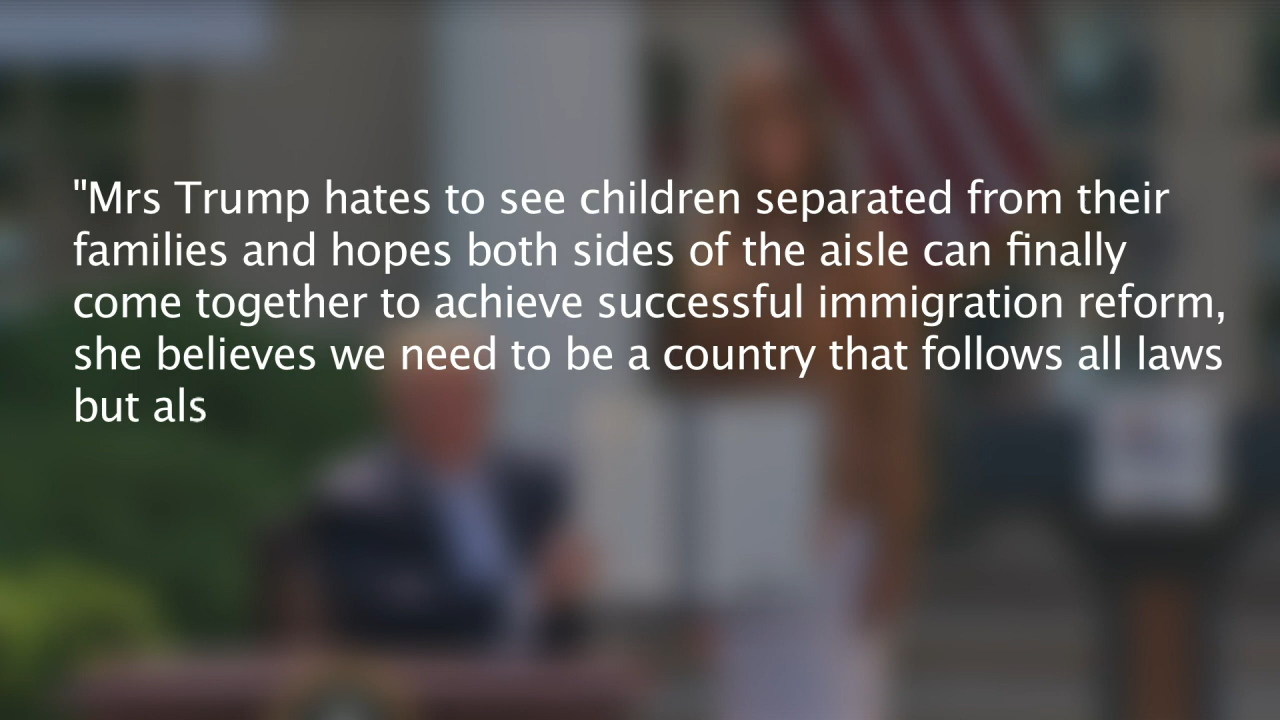 "Mrs Trump hates to see children separated from their
families and hopes both sides of the aisle can finally
come together to achieve successful immigration reform,
she believes we need to be a country that follows all laws
but als